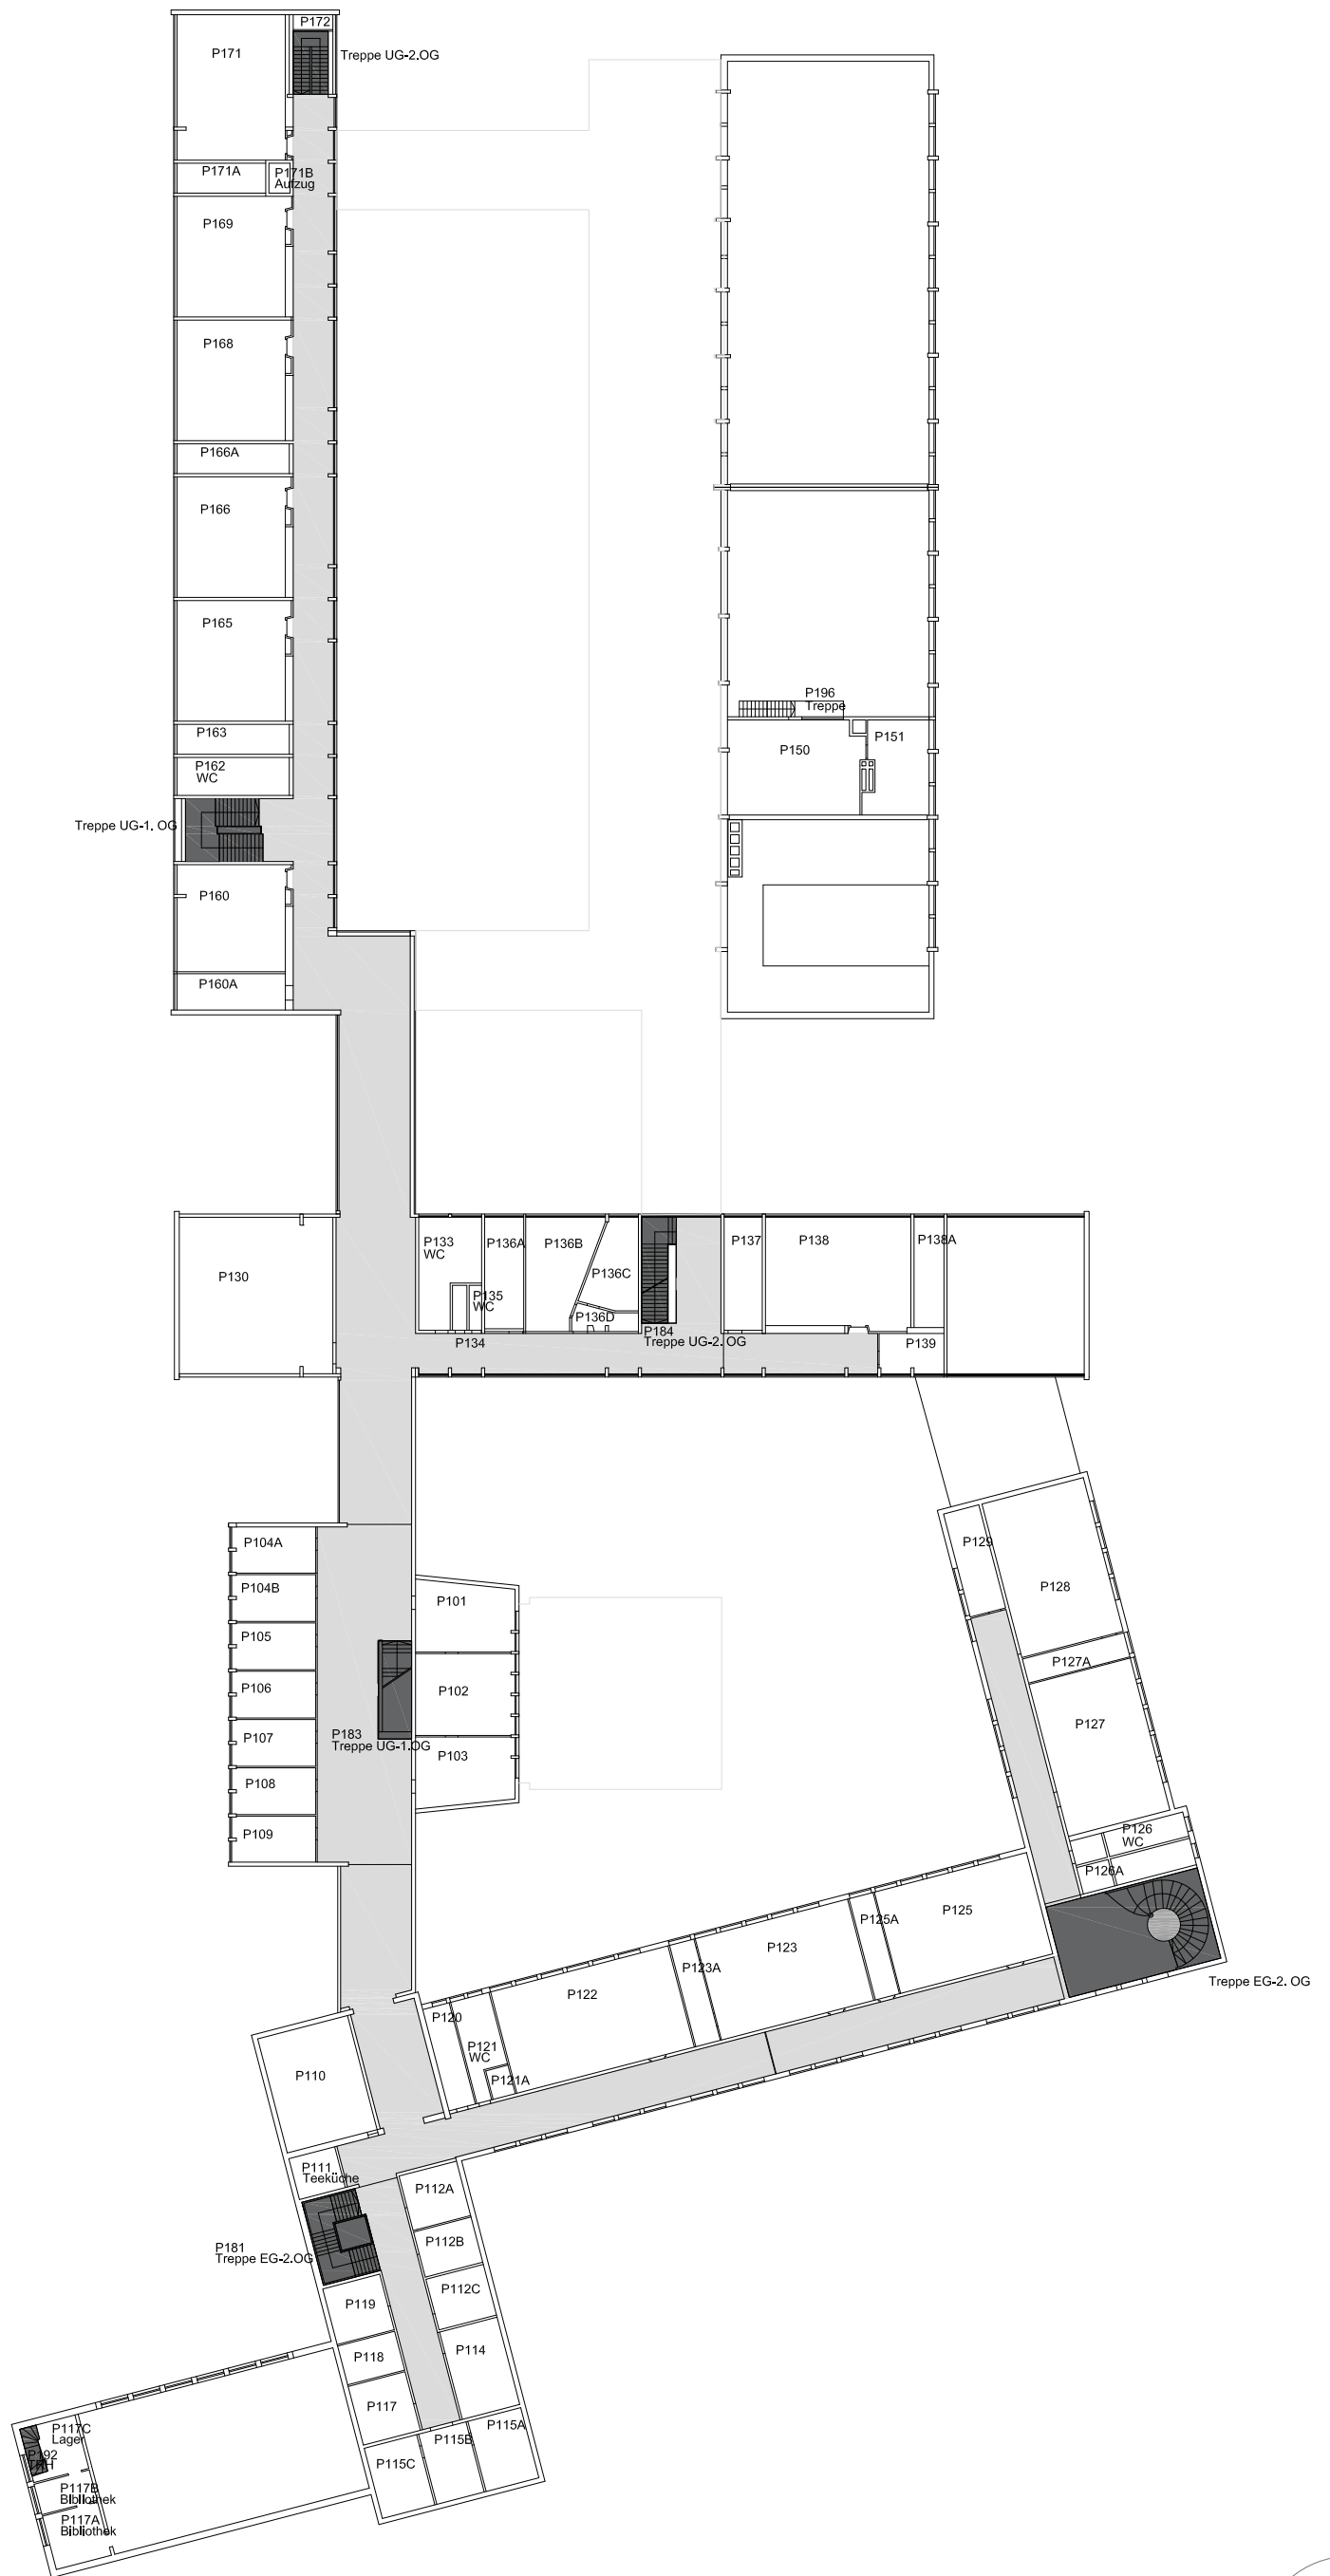 P172
P171
Treppe UG-2.OG
P171A
P171B
Aufzug
P169
P168
P166A
P166
P165
P163
P162
WC
Treppe UG-1. OG
P160
P160A
P196
Treppe
P150
P151
P130
P133
WC
P136A
P136B
P136C
P135
WC
P136D
P134
P184
Treppe UG-2. OG
P137
P138
P138A
P139
P104A
P104B
P105
P106
P107
P108
P109
P101
P102
P103
P183
Treppe UG-1.OG
P129
P128
P127A
P127
P126
WC
P126A
P125
P125A
P123
P123A
P122
P120
P121
WC
P121A
Treppe EG-2. OG
P110
P111
Teeküche
P112A
P112B
P112C
P181
Treppe EG-2.OG
P119
P118
P117
P114
P115A
P115B
P115C
P117C
Lager
P192
TRH
P117B
Bibliothek
P117A
Bibliothek